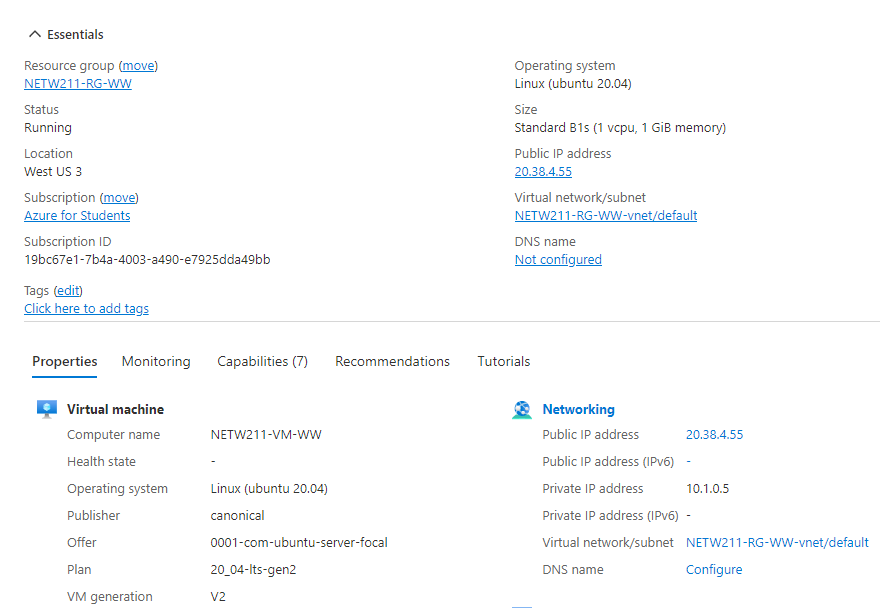 Essentials
Resource group (move)
NETW211-RG-WW
Status
Running
Location
West US 3
Subscription (move)
Azure for Students
Subscription ID
19bc67e1-7b4a-4003-a490-e7925dda49bb
Tags (edit)
Click here to add tags
Operating system
Linux (ubuntu 20.04)
Size
Standard B1s (1 vcpu, 1 GiB memory)
Public IP address
20.38.4.55
Virtual network/subnet
NETW211-RG-WW-vnet/default
DNS name
Not configured
Properties Monitoring Capabilities (7) Recommendations Tutorials
Virtual machine
Computer name NETW211-VM-WW
Health state -
Operating system Linux (ubuntu 20.04)
Publisher canonical
Offer 0001-com-ubuntu-server-focal
Plan 20_04-lts-gen2
VM generation V2
Networking
Public IP address 20.38.4.55
Public IP address (IPv6) -
Private IP address 10.1.0.5
Private IP address (IPv6) -
Virtual network/subnet NETW211-RG-WW-vnet/default
DNS name Configure